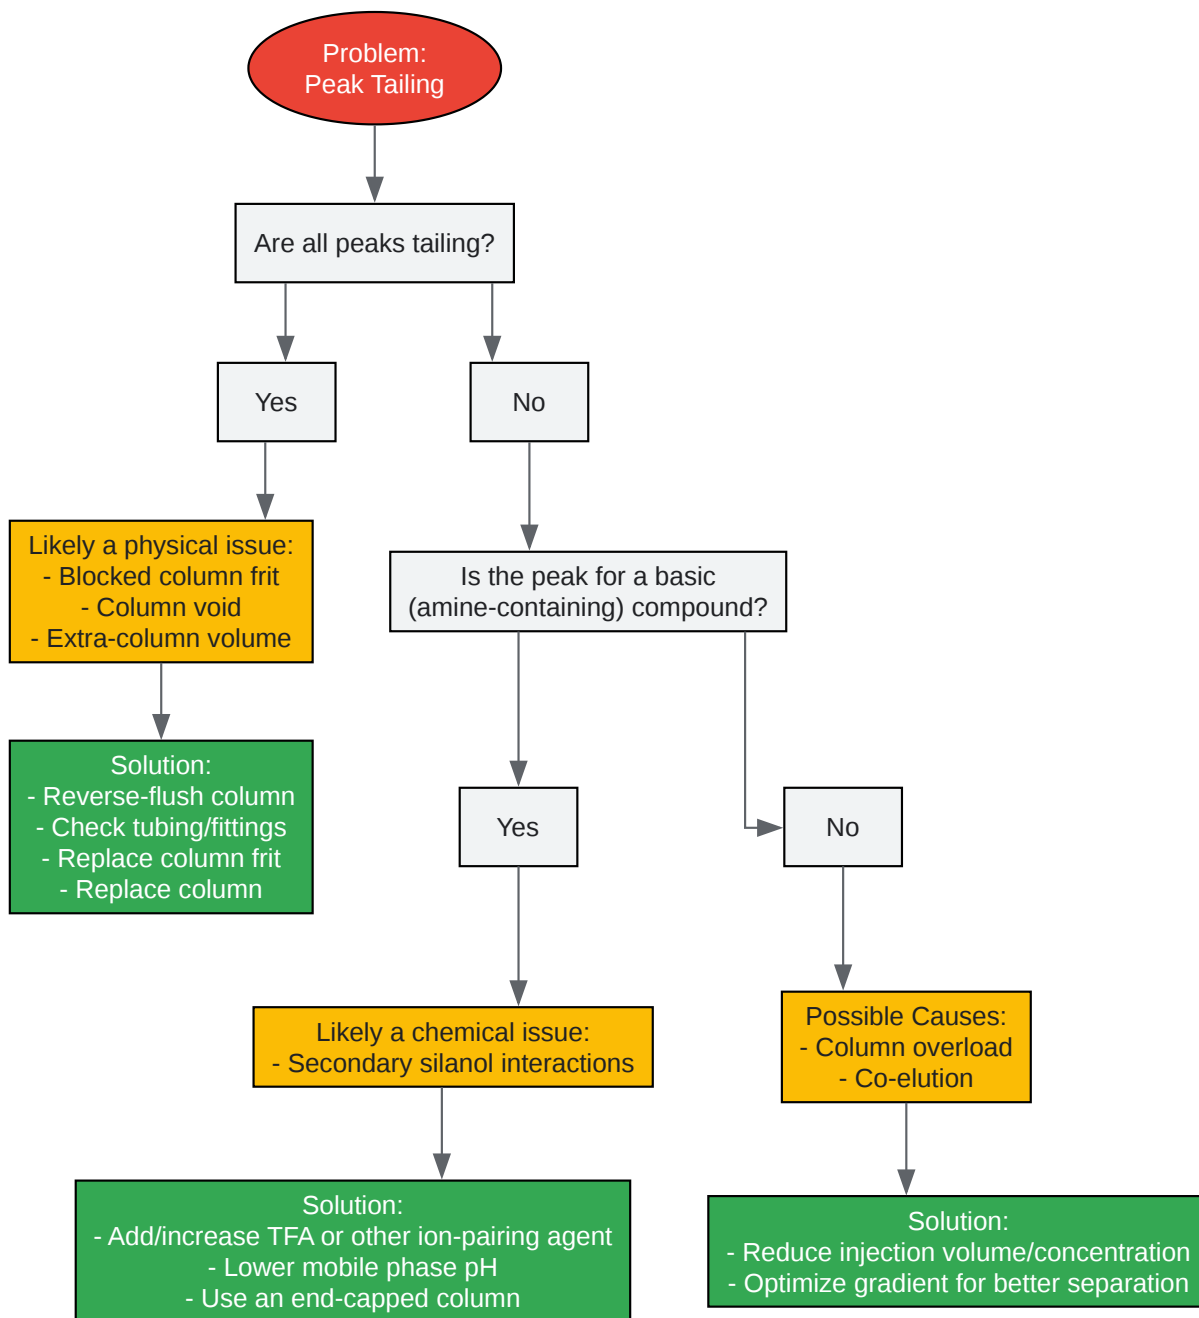 Problem:
Peak Tailing
Are all peaks tailing?
Yes
No
Likely a physical issue:
- Blocked column frit
- Column void
- Extra-column volume
Is the peak for a basic
(amine-containing) compound?
Solution:
- Reverse-flush column
- Check tubing/fittings
- Replace column frit
- Replace column
Yes
No
Likely a chemical issue:
- Secondary silanol interactions
Possible Causes:
- Column overload
- Co-elution
Solution:
- Add/increase TFA or other ion-pairing agent
- Lower mobile phase pH
- Use an end-capped column
Solution:
- Reduce injection volume/concentration
- Optimize gradient for better separation